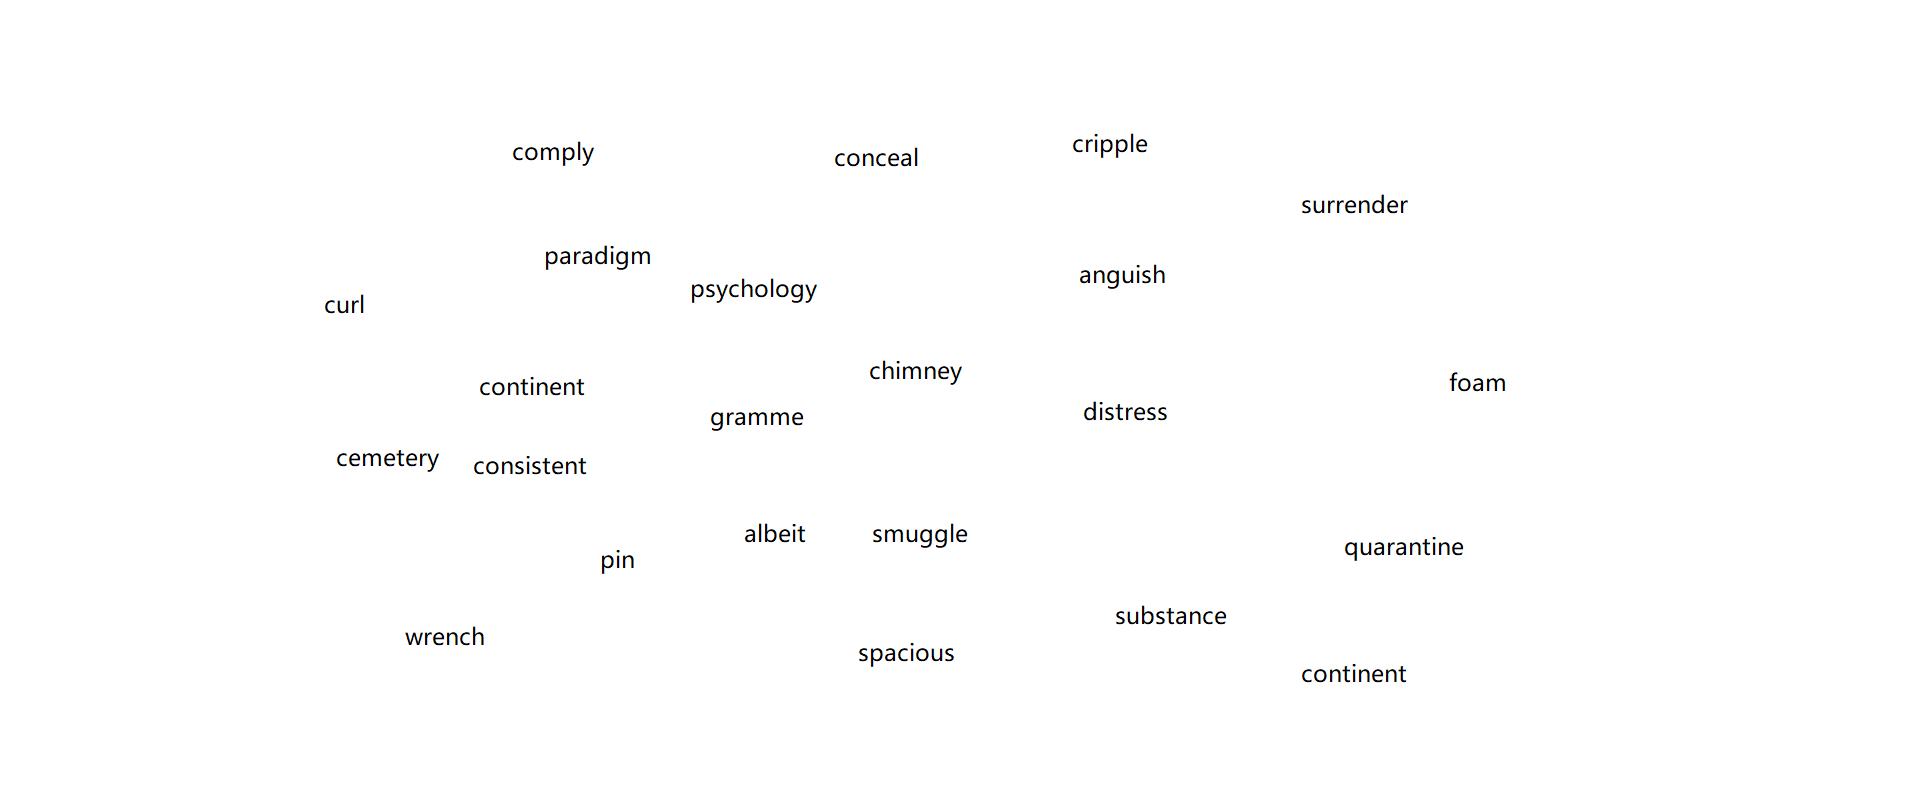 comply
conceal
cripple
surrender
paradigm
psychology
anguish
curl
continent
chimney
foam
gramme
distress
cemetery
consistent
albeit
smuggle
pin
quarantine
wrench
substance
spacious
continent